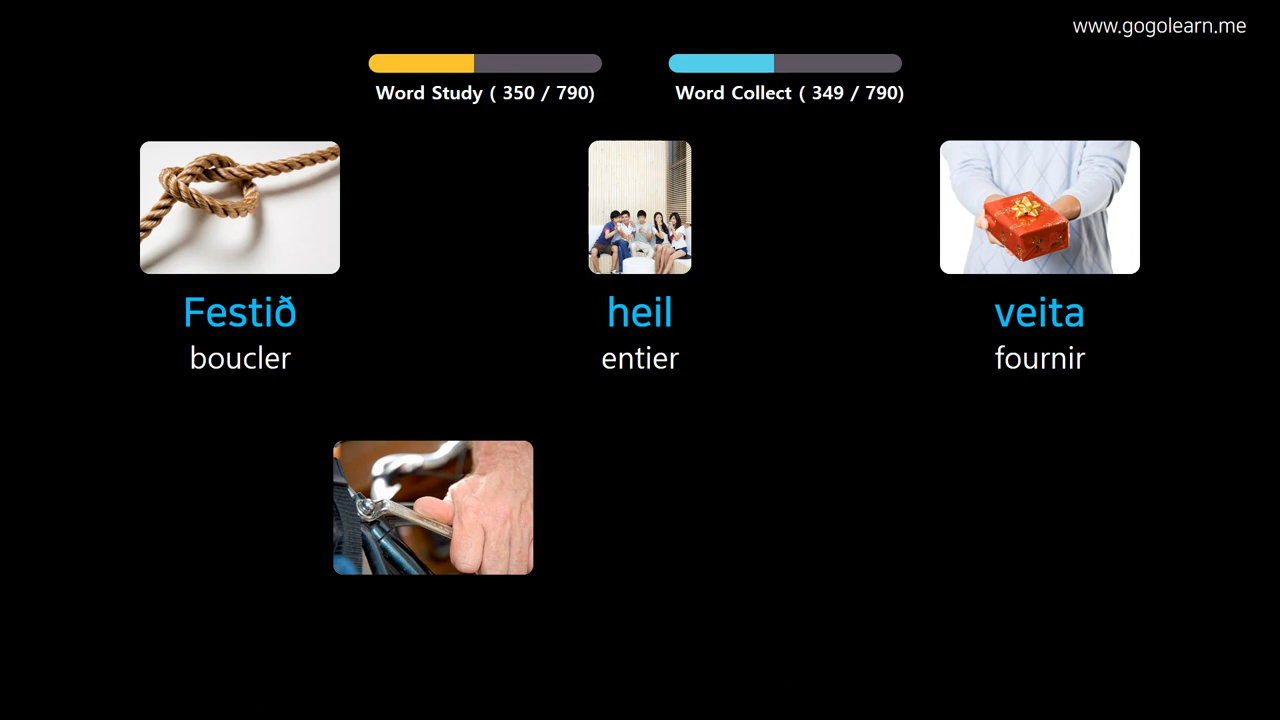 www.gogolearn.me
Word Study ( 350 / 790)
Word Collect ( 349 / 790)
Festið
heil
veita
boucler
entier
fournir